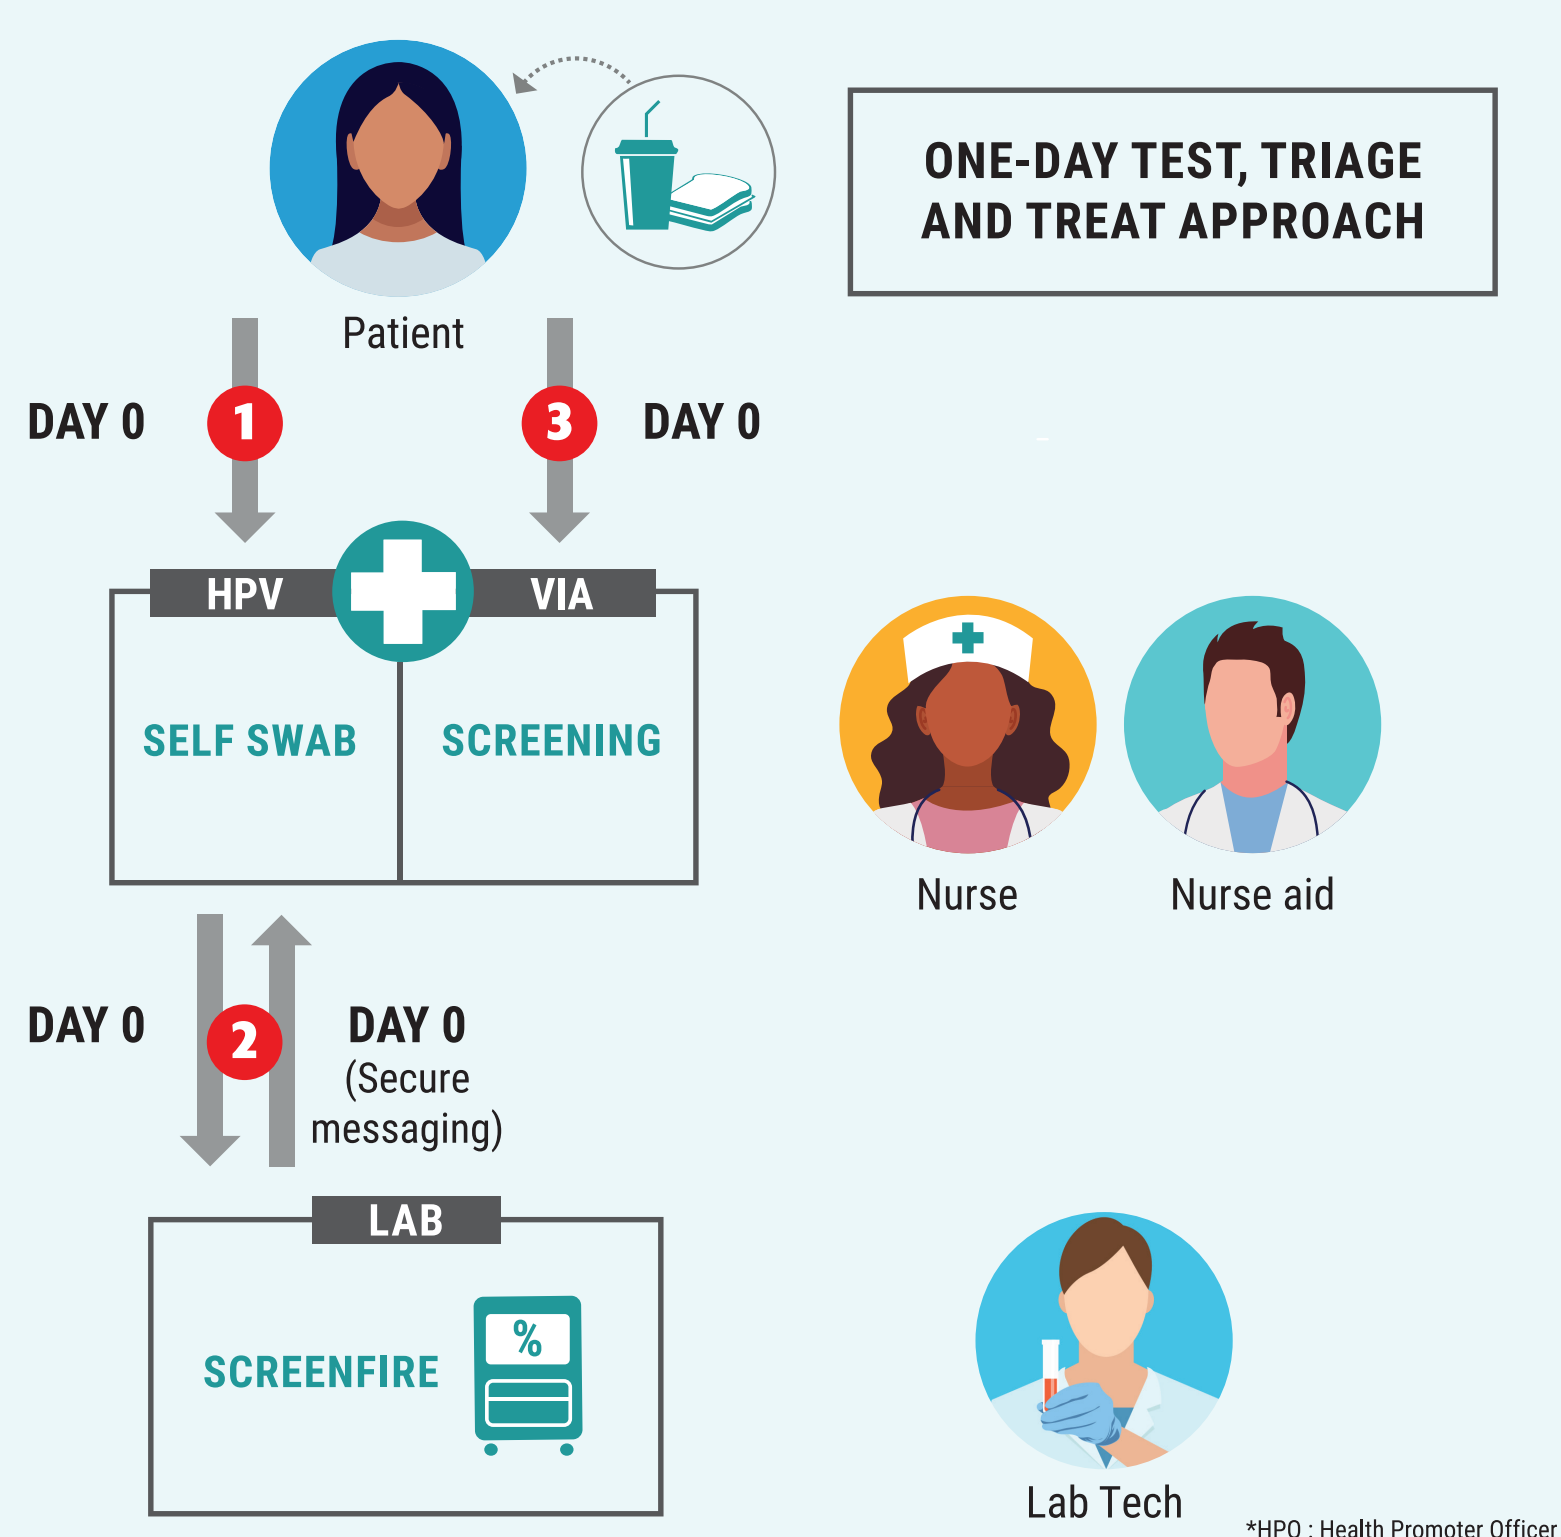 ONE-DAY TEST, TRIAGE
AND TREAT APPROACH
Patient
DAY 0
1
3
DAY 0
HPV
VIA
SELF SWAB
SCREENING
Nurse
Nurse aid
DAY 0
2
DAY 0
(Secure
messaging)
LAB
SCREENFIRE
%
Lab Tech
*HPO : Health Promoter Officer